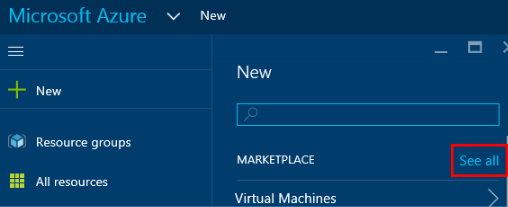 Microsoft Azure New
New
New
Resource groups
MARKETPLACE See all
All resources
Virtual Machines